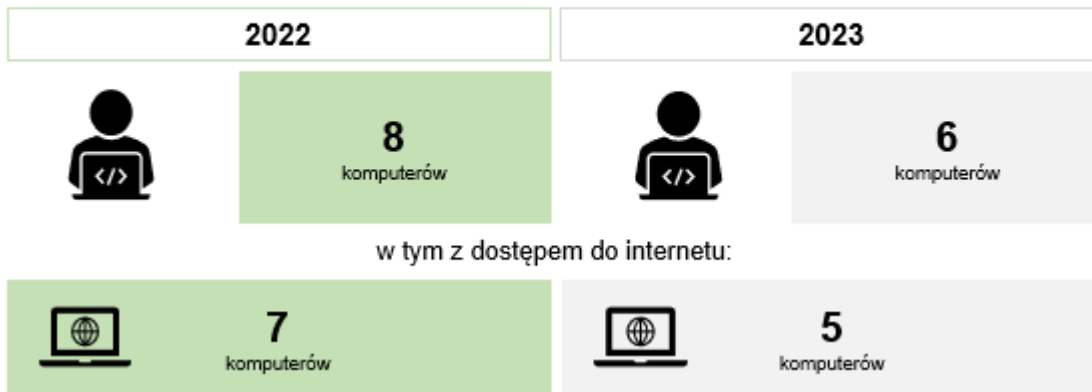 2022
2023
8
komputerów
6
komputerów
</>
</>
w tym z dostępem do internetu:
7
komputerów
5
komputerów